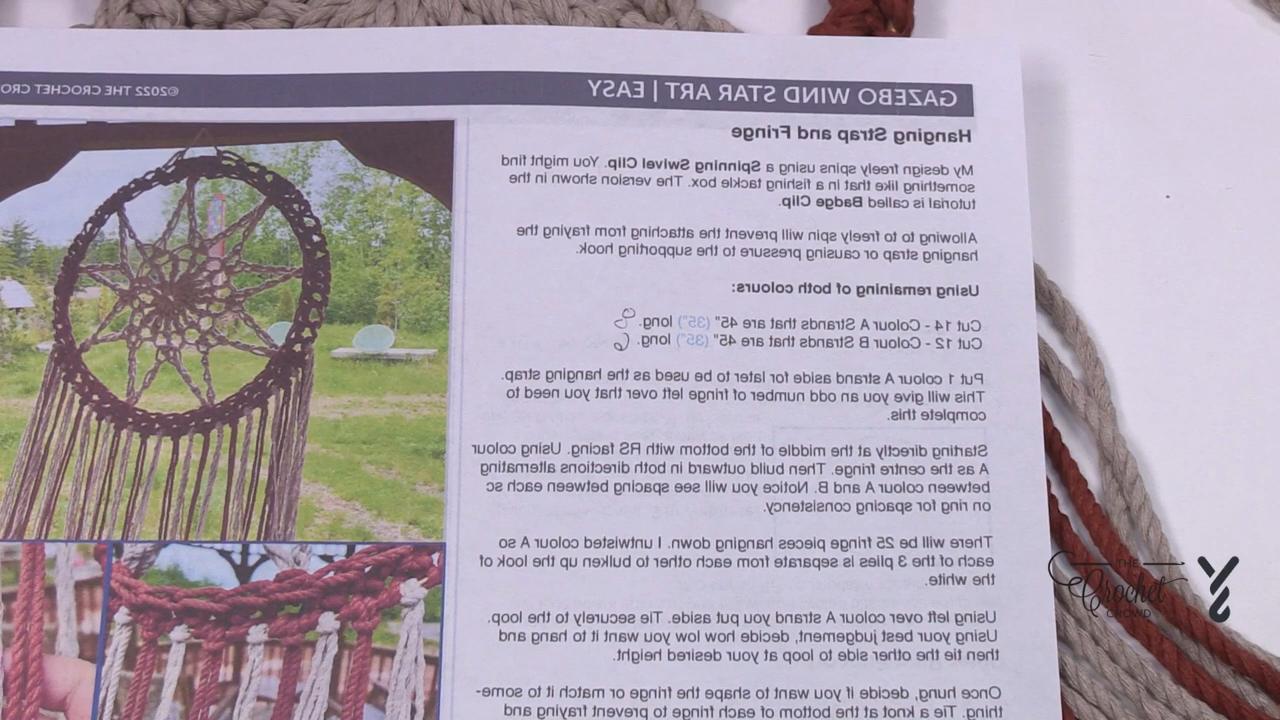 GAZEBO WIND STAR ART | EASY
©2022 THE CROCHET CRO
Hanging Strap and Fringe
My design freely spins using a Spinning Swivel Clip. You might find
something like that in a fishing tackle box. The version shown in the
tutorial is called Badge Clip.
Allowing to to freely spin will prevent the attaching from fraying the
hanging strap or causing pressure to the supporting hook.
Using remaining of both colours:
Cut 14 - Colour A Strands that are 45" (35") long.
Cut 12 - Colour B Strands that are 45" (35") long.
Put 1 colour A strand aside for later to be used as the hanging strap.
This will give you an odd number of fringe left over that you need to
complete this.
Starting directly at the middle of the bottom with RS facing. Using colour
A as the centre fringe. Then build outward in both directions alternating
between colour A and B. Notice you will see spacing between each sc
on ring for spacing consistency.
There will be 25 fringe pieces hanging down. I untwisted colour A so
each of the 3 plies is separate from each other to bulken up the look of
the white.
Using left over colour A strand you put aside. Tie securely to the loop.
Using your best judgement, decide how low you want it to hang and
then tie the other side to loop at your desired height.
Once hung, decide if you want to shape the fringe or match it to some-
thing. Tie a knot at the bottom of each fringe to prevent fraying and
THE
Crochet
CROWD